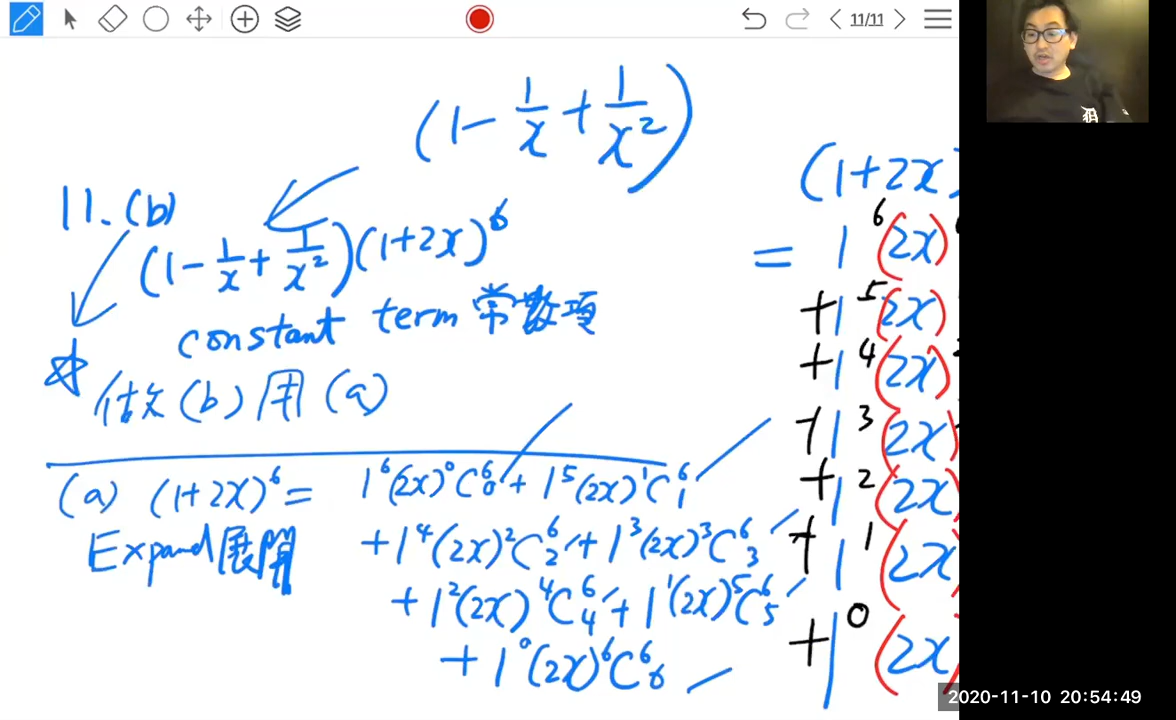 11/11
(1 - 1/x + 1/x²)
11.(b)
(1 - 1/x + 1/x²)(1+2x)⁶
constant term 常数項
做(b)用(a)
(a) (1+2x)⁶ = 1⁶(2x)⁰C⁶₀ + 1⁵(2x)¹C⁶₁
Expand展開
+1⁴(2x)²C⁶₂ + 1³(2x)³C⁶₃
+ 1²(2x)⁴C⁶₄ + 1¹(2x)⁵C⁶₅
+ 1⁰(2x)⁶C⁶₆
(1+2x)
= 1⁶(2x)
+1⁵(2x)
+1⁴(2x)
+1³(2x)
+1²(2x)
+1¹(2x)
+1⁰(2x)
2020-11-10 20:54:49